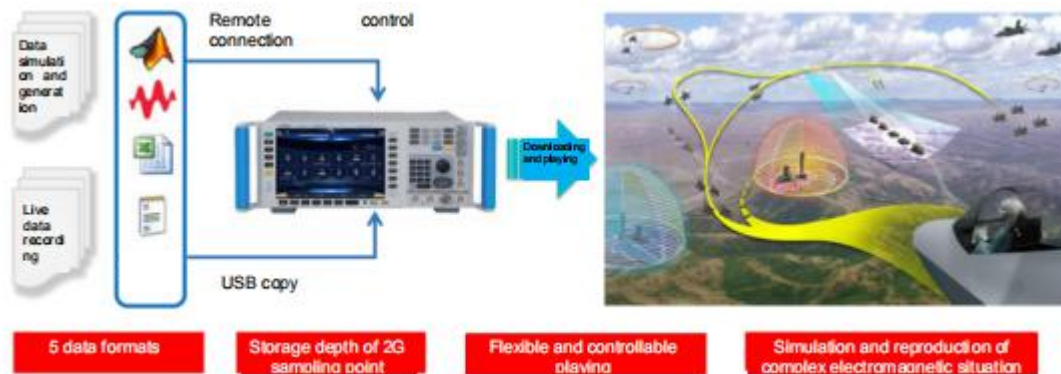 Remote control
connection
Data
simulati
on and
generat
ion
Live
data
recordi
ng
USB copy
Downloading
and playing
5 data formats
Storage depth of 2G
sampling point
Flexible and controllable
playing
Simulation and reproduction of
complex electromagnetic situation